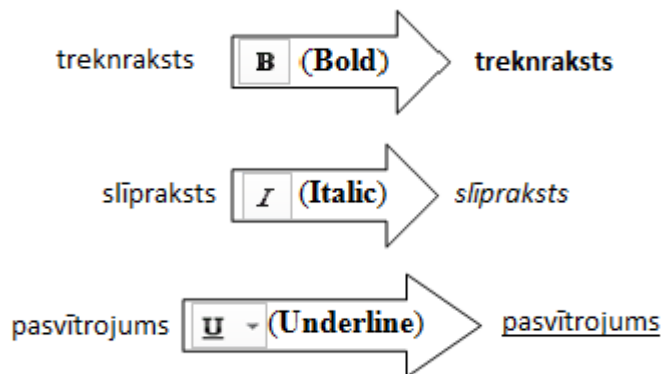 treknraksts B (Bold) treknraksts
slīpraksts I (Italic) slīpraksts
pasvītrojums U (Underline) pasvītrojums